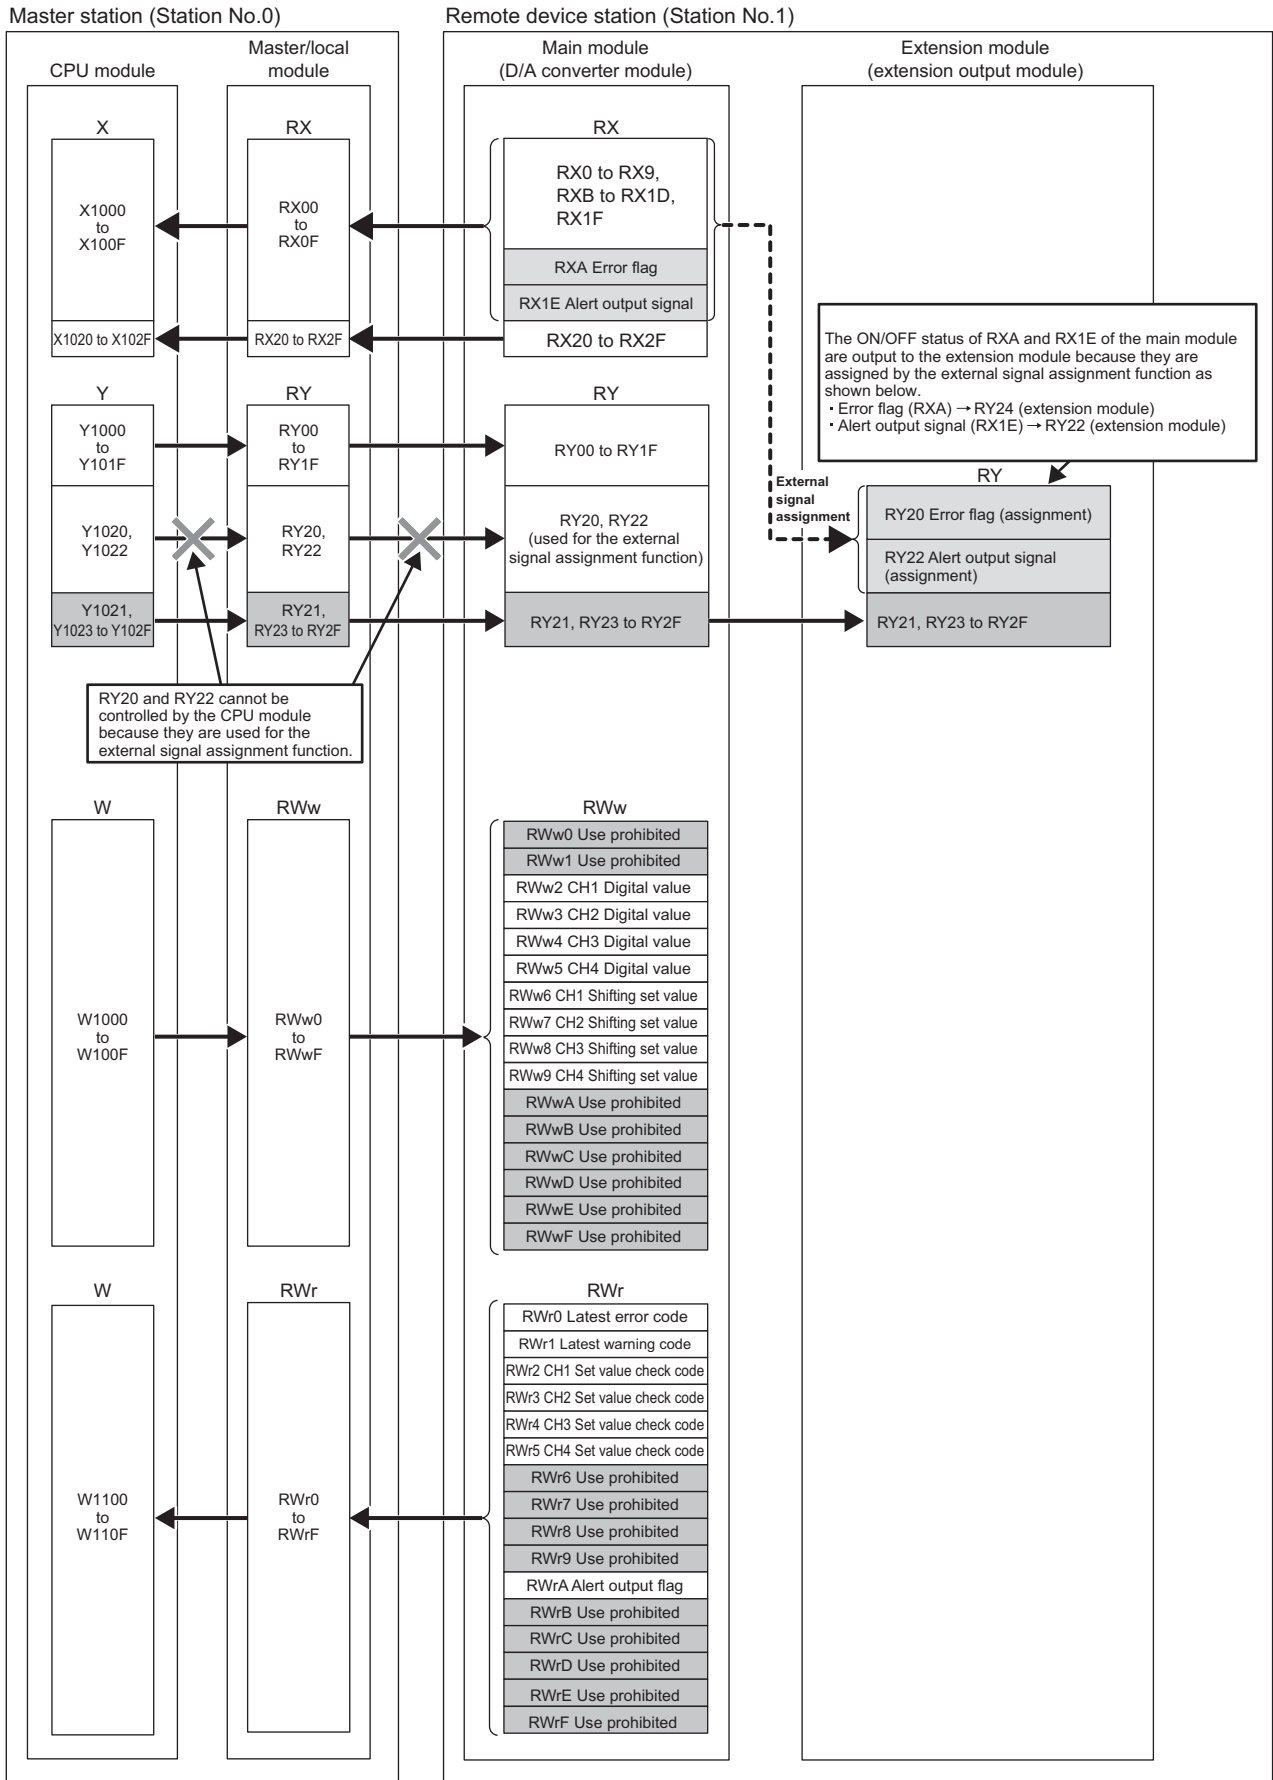 Master station (Station No.0)
Remote device station (Station No.1)
CPU module
Master/local
module
Main module
(D/A converter module)
Extension module
(extension output module)
X
RX
RX
X1000
to
X100F
RX00
to
RX0F
RX0 to RX9,
RXB to RX1D,
RX1F
RXA Error flag
RX1E Alert output signal
X1020 to X102F
RX20 to RX2F
RX20 to RX2F
The ON/OFF status of RXA and RX1E of the main module
are output to the extension module because they are
assigned by the external signal assignment function as
shown below.
・Error flag (RXA) → RY24 (extension module)
・Alert output signal (RX1E) → RY22 (extension module)
Y
RY
RY
Y1000
to
Y101F
RY00
to
RY1F
RY00 to RY1F
External
signal
assignment
RY
Y1020,
Y1022
RY20,
RY22
RY20, RY22
(used for the external
signal assignment function)
RY20 Error flag (assignment)
RY22 Alert output signal
(assignment)
Y1021,
Y1023 to Y102F
RY21,
RY23 to RY2F
RY21, RY23 to RY2F
RY21, RY23 to RY2F
RY20 and RY22 cannot be
controlled by the CPU module
because they are used for the
external signal assignment function.
W
RWw
RWw
W1000
to
W100F
RWw0
to
RWwF
RWw0 Use prohibited
RWw1 Use prohibited
RWw2 CH1 Digital value
RWw3 CH2 Digital value
RWw4 CH3 Digital value
RWw5 CH4 Digital value
RWw6 CH1 Shifting set value
RWw7 CH2 Shifting set value
RWw8 CH3 Shifting set value
RWw9 CH4 Shifting set value
RWwA Use prohibited
RWwB Use prohibited
RWwC Use prohibited
RWwD Use prohibited
RWwE Use prohibited
RWwF Use prohibited
W
RWr
RWr
W1100
to
W110F
RWr0
to
RWrF
RWr0 Latest error code
RWr1 Latest warning code
RWr2 CH1 Set value check code
RWr3 CH2 Set value check code
RWr4 CH3 Set value check code
RWr5 CH4 Set value check code
RWr6 Use prohibited
RWr7 Use prohibited
RWr8 Use prohibited
RWr9 Use prohibited
RWrA Alert output flag
RWrB Use prohibited
RWrC Use prohibited
RWrD Use prohibited
RWrE Use prohibited
RWrF Use prohibited